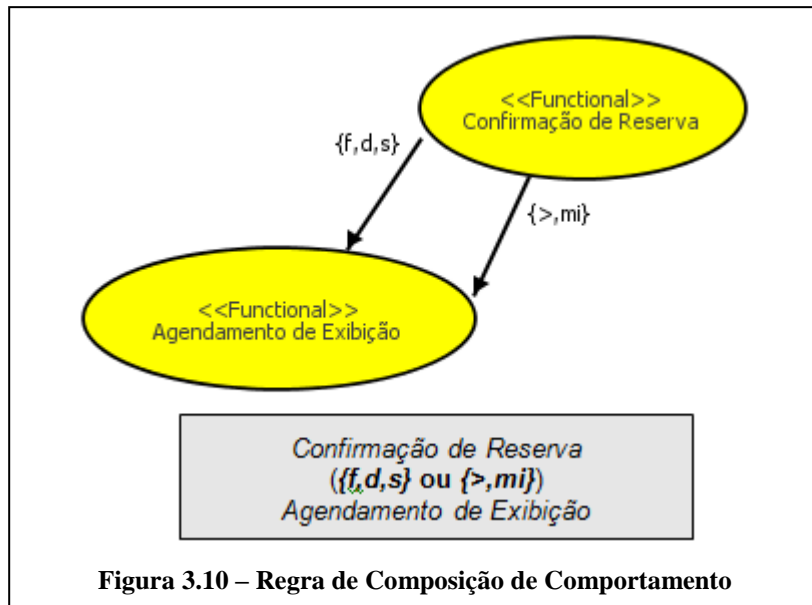 <<Functional>>
Confirmação de Reserva
{f,d,s}
{>,mi}
<<Functional>>
Agendamento de Exibição
Confirmação de Reserva
({f,d,s} ou {>,mi})
Agendamento de Exibição
Figura 3.10 – Regra de Composição de Comportamento